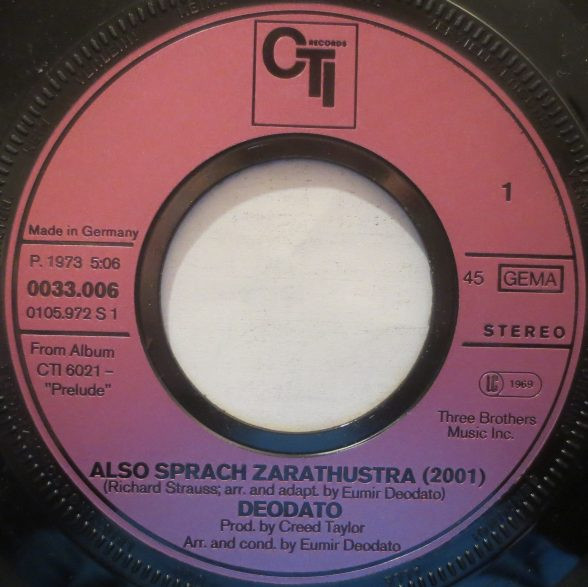 CTI RECORDS
1
Made in Germany
P. 1973 5:06
0033.006
0105.972 S 1
From Album
CTI 6021 –
"Prelude"
45 GEMA
STEREO
LC 1969
Three Brothers
Music Inc.
ALSO SPRACH ZARATHUSTRA (2001)
(Richard Strauss; arr. and adapt. by Eumir Deodato)
DEODATO
Prod. by Creed Taylor
Arr. and cond. by Eumir Deodato